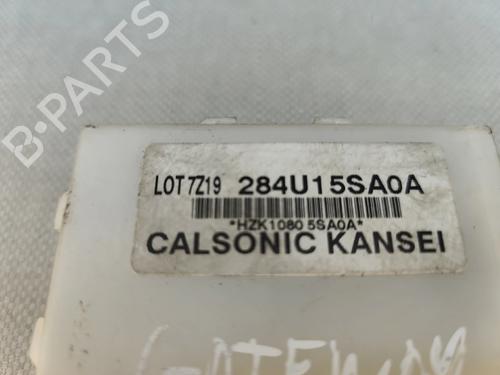 B-PARTS
LOT 7Z19 284U15SA0A
*HZK1080 5SA0A*
CALSONIC KANSEI